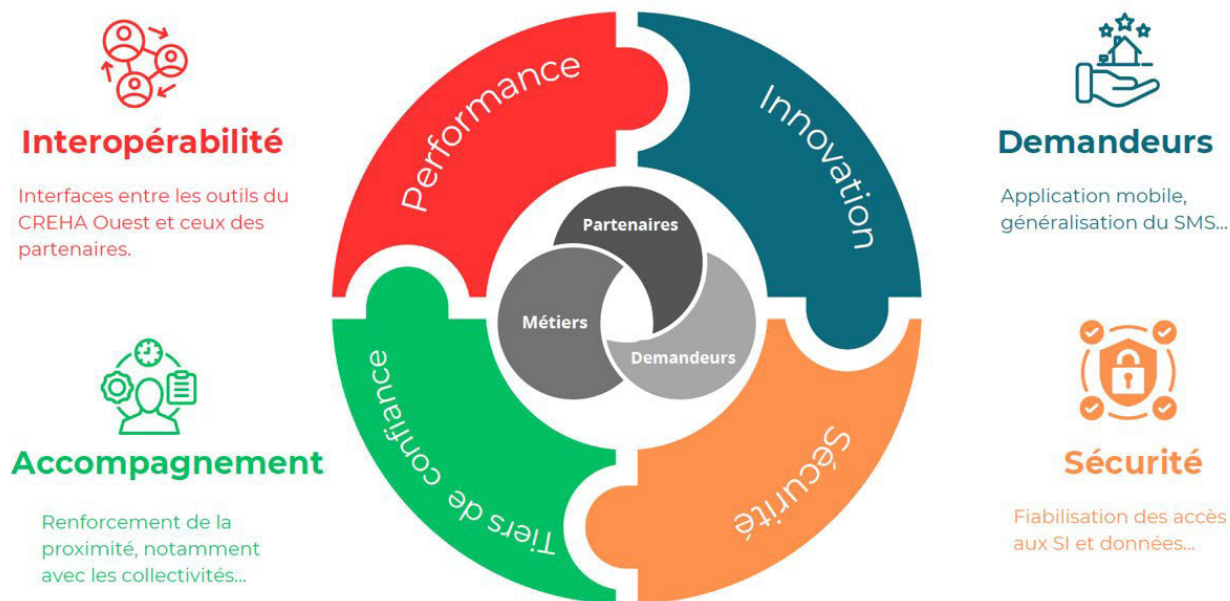 Interopérabilité
Interfaces entre les outils du
CREHA Ouest et ceux des
partenaires.
Accompagnement
Renforcement de la
proximité, notamment
avec les collectivités...
Performance
Innovation
Tiers de confiance
Sécurité
Partenaires
Métiers
Demandeurs
Demandeurs
Application mobile,
généralisation du SMS...
Sécurité
Fiabilisation des accès
aux SI et données...